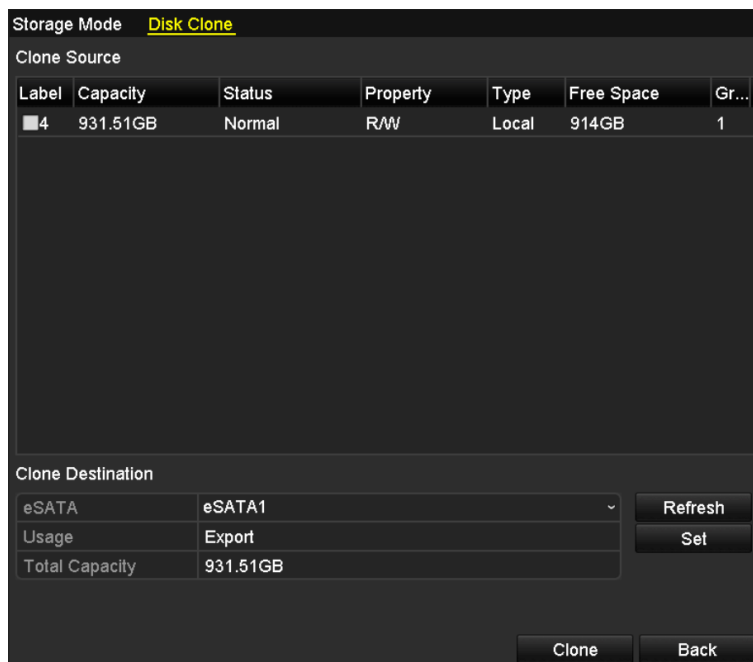 Storage Mode Disk Clone
Clone Source
Label Capacity Status Property Type Free Space Gr...
4 931.51GB Normal R/W Local 914GB 1
Clone Destination
eSATA eSATA1 Refresh
Usage Export Set
Total Capacity 931.51GB
Clone Back